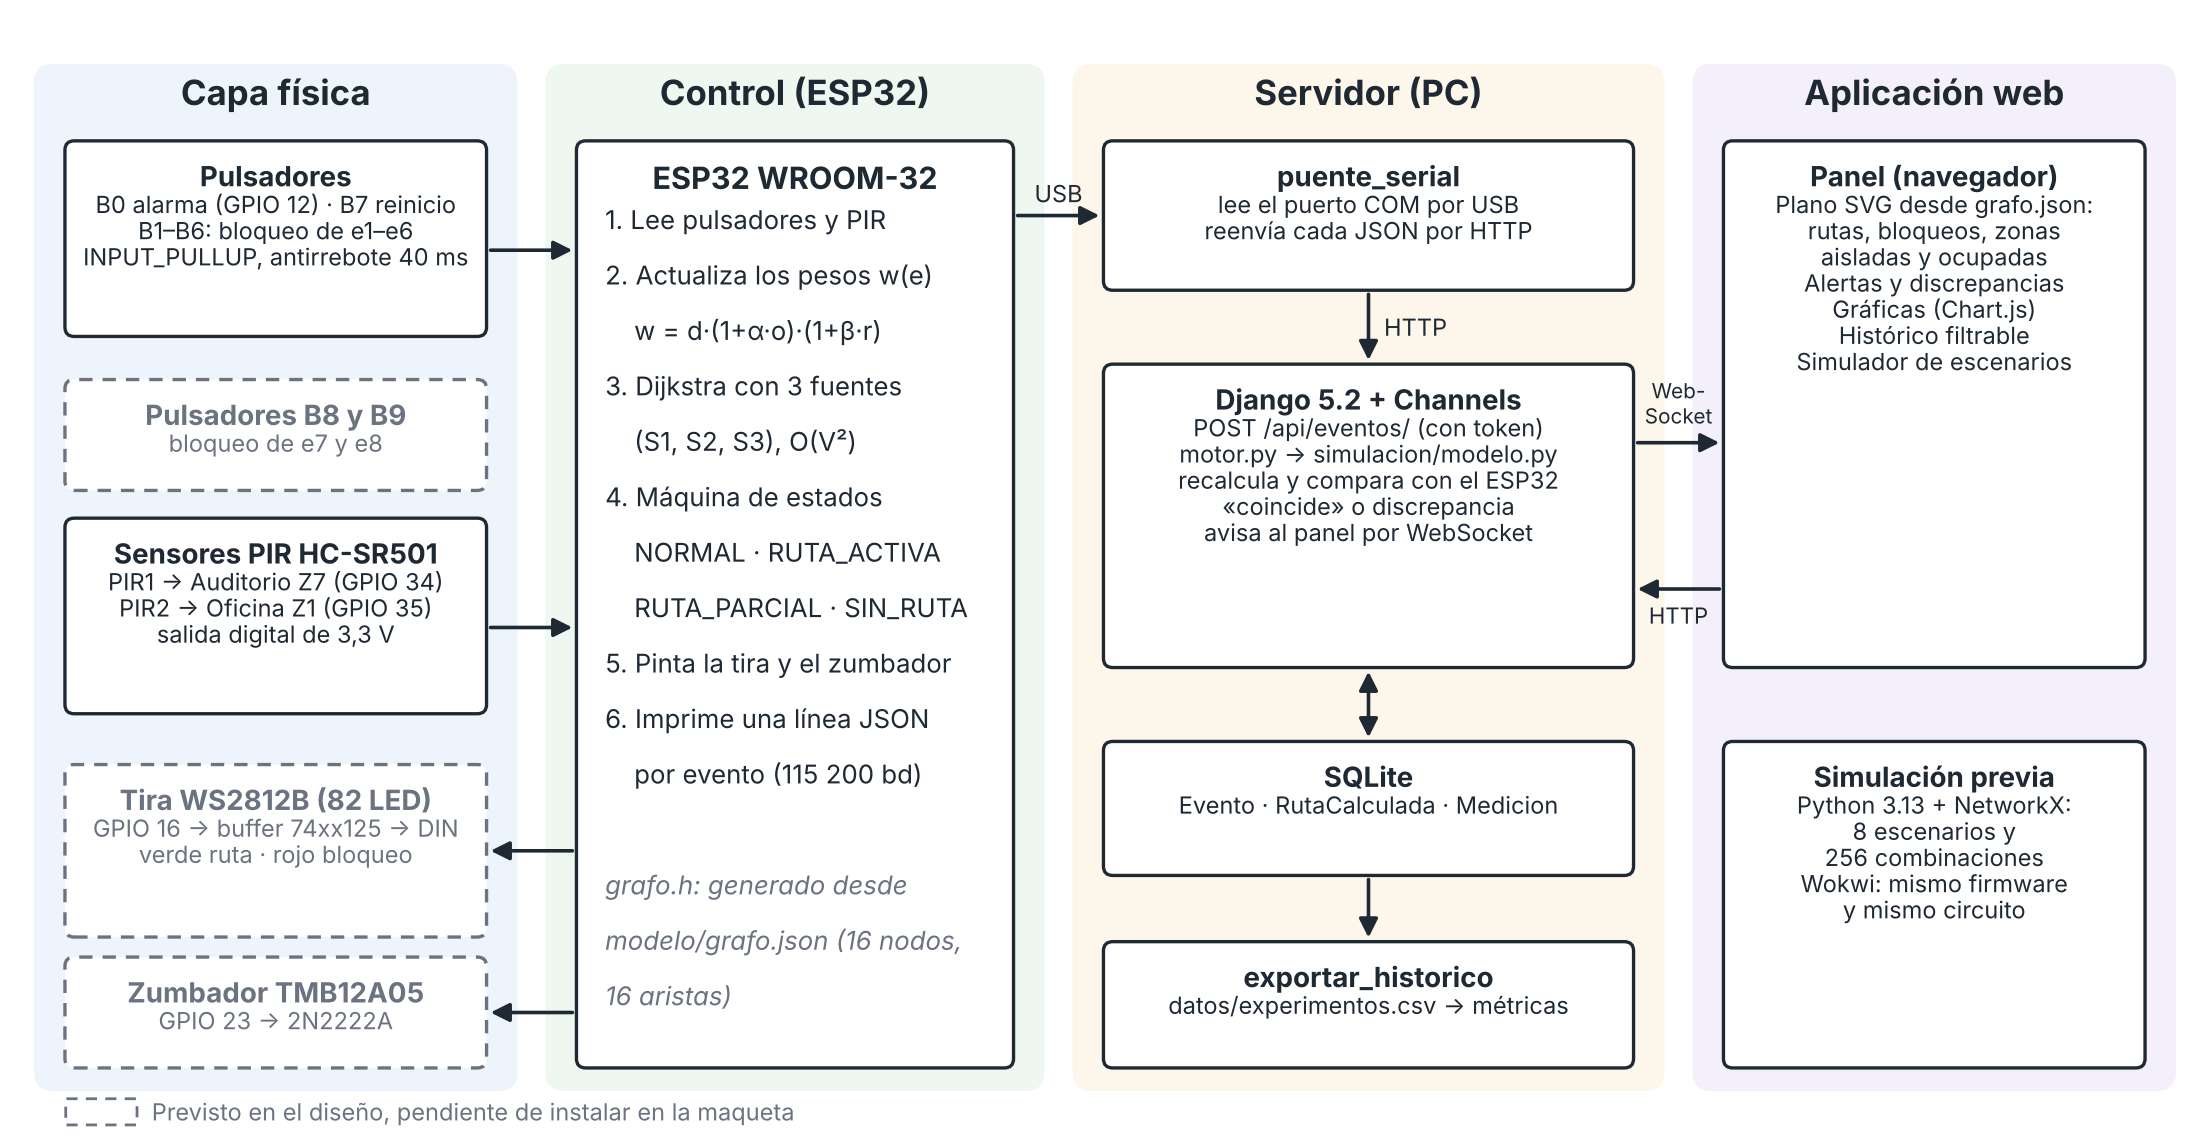 Capa física
Pulsadores
B0 alarma (GPIO 12) · B7 reinicio
B1–B6: bloqueo de e1–e6
INPUT_PULLUP, antirrebote 40 ms
Pulsadores B8 y B9
bloqueo de e7 y e8
Sensores PIR HC-SR501
PIR1 → Auditorio Z7 (GPIO 34)
PIR2 → Oficina Z1 (GPIO 35)
salida digital de 3,3 V
Tira WS2812B (82 LED)
GPIO 16 → buffer 74xx125 → DIN
verde ruta · rojo bloqueo
Zumbador TMB12A05
GPIO 23 → 2N2222A
Control (ESP32)
ESP32 WROOM-32
1. Lee pulsadores y PIR
2. Actualiza los pesos w(e)
w = d·(1+α·o)·(1+β·r)
3. Dijkstra con 3 fuentes
(S1, S2, S3), O(V²)
4. Máquina de estados
NORMAL · RUTA_ACTIVA
RUTA_PARCIAL · SIN_RUTA
5. Pinta la tira y el zumbador
6. Imprime una línea JSON
por evento (115 200 bd)
grafo.h: generado desde
modelo/grafo.json (16 nodos,
16 aristas)
USB
Servidor (PC)
puente_serial
lee el puerto COM por USB
reenvía cada JSON por HTTP
HTTP
Django 5.2 + Channels
POST /api/eventos/ (con token)
motor.py → simulacion/modelo.py
recalcula y compara con el ESP32
«coincide» o discrepancia
avisa al panel por WebSocket
SQLite
Evento · RutaCalculada · Medicion
exportar_historico
datos/experimentos.csv → métricas
Web-
Socket
HTTP
Aplicación web
Panel (navegador)
Plano SVG desde grafo.json:
rutas, bloqueos, zonas
aisladas y ocupadas
Alertas y discrepancias
Gráficas (Chart.js)
Histórico filtrable
Simulador de escenarios
Simulación previa
Python 3.13 + NetworkX:
8 escenarios y
256 combinaciones
Wokwi: mismo firmware
y mismo circuito
Previsto en el diseño, pendiente de instalar en la maqueta